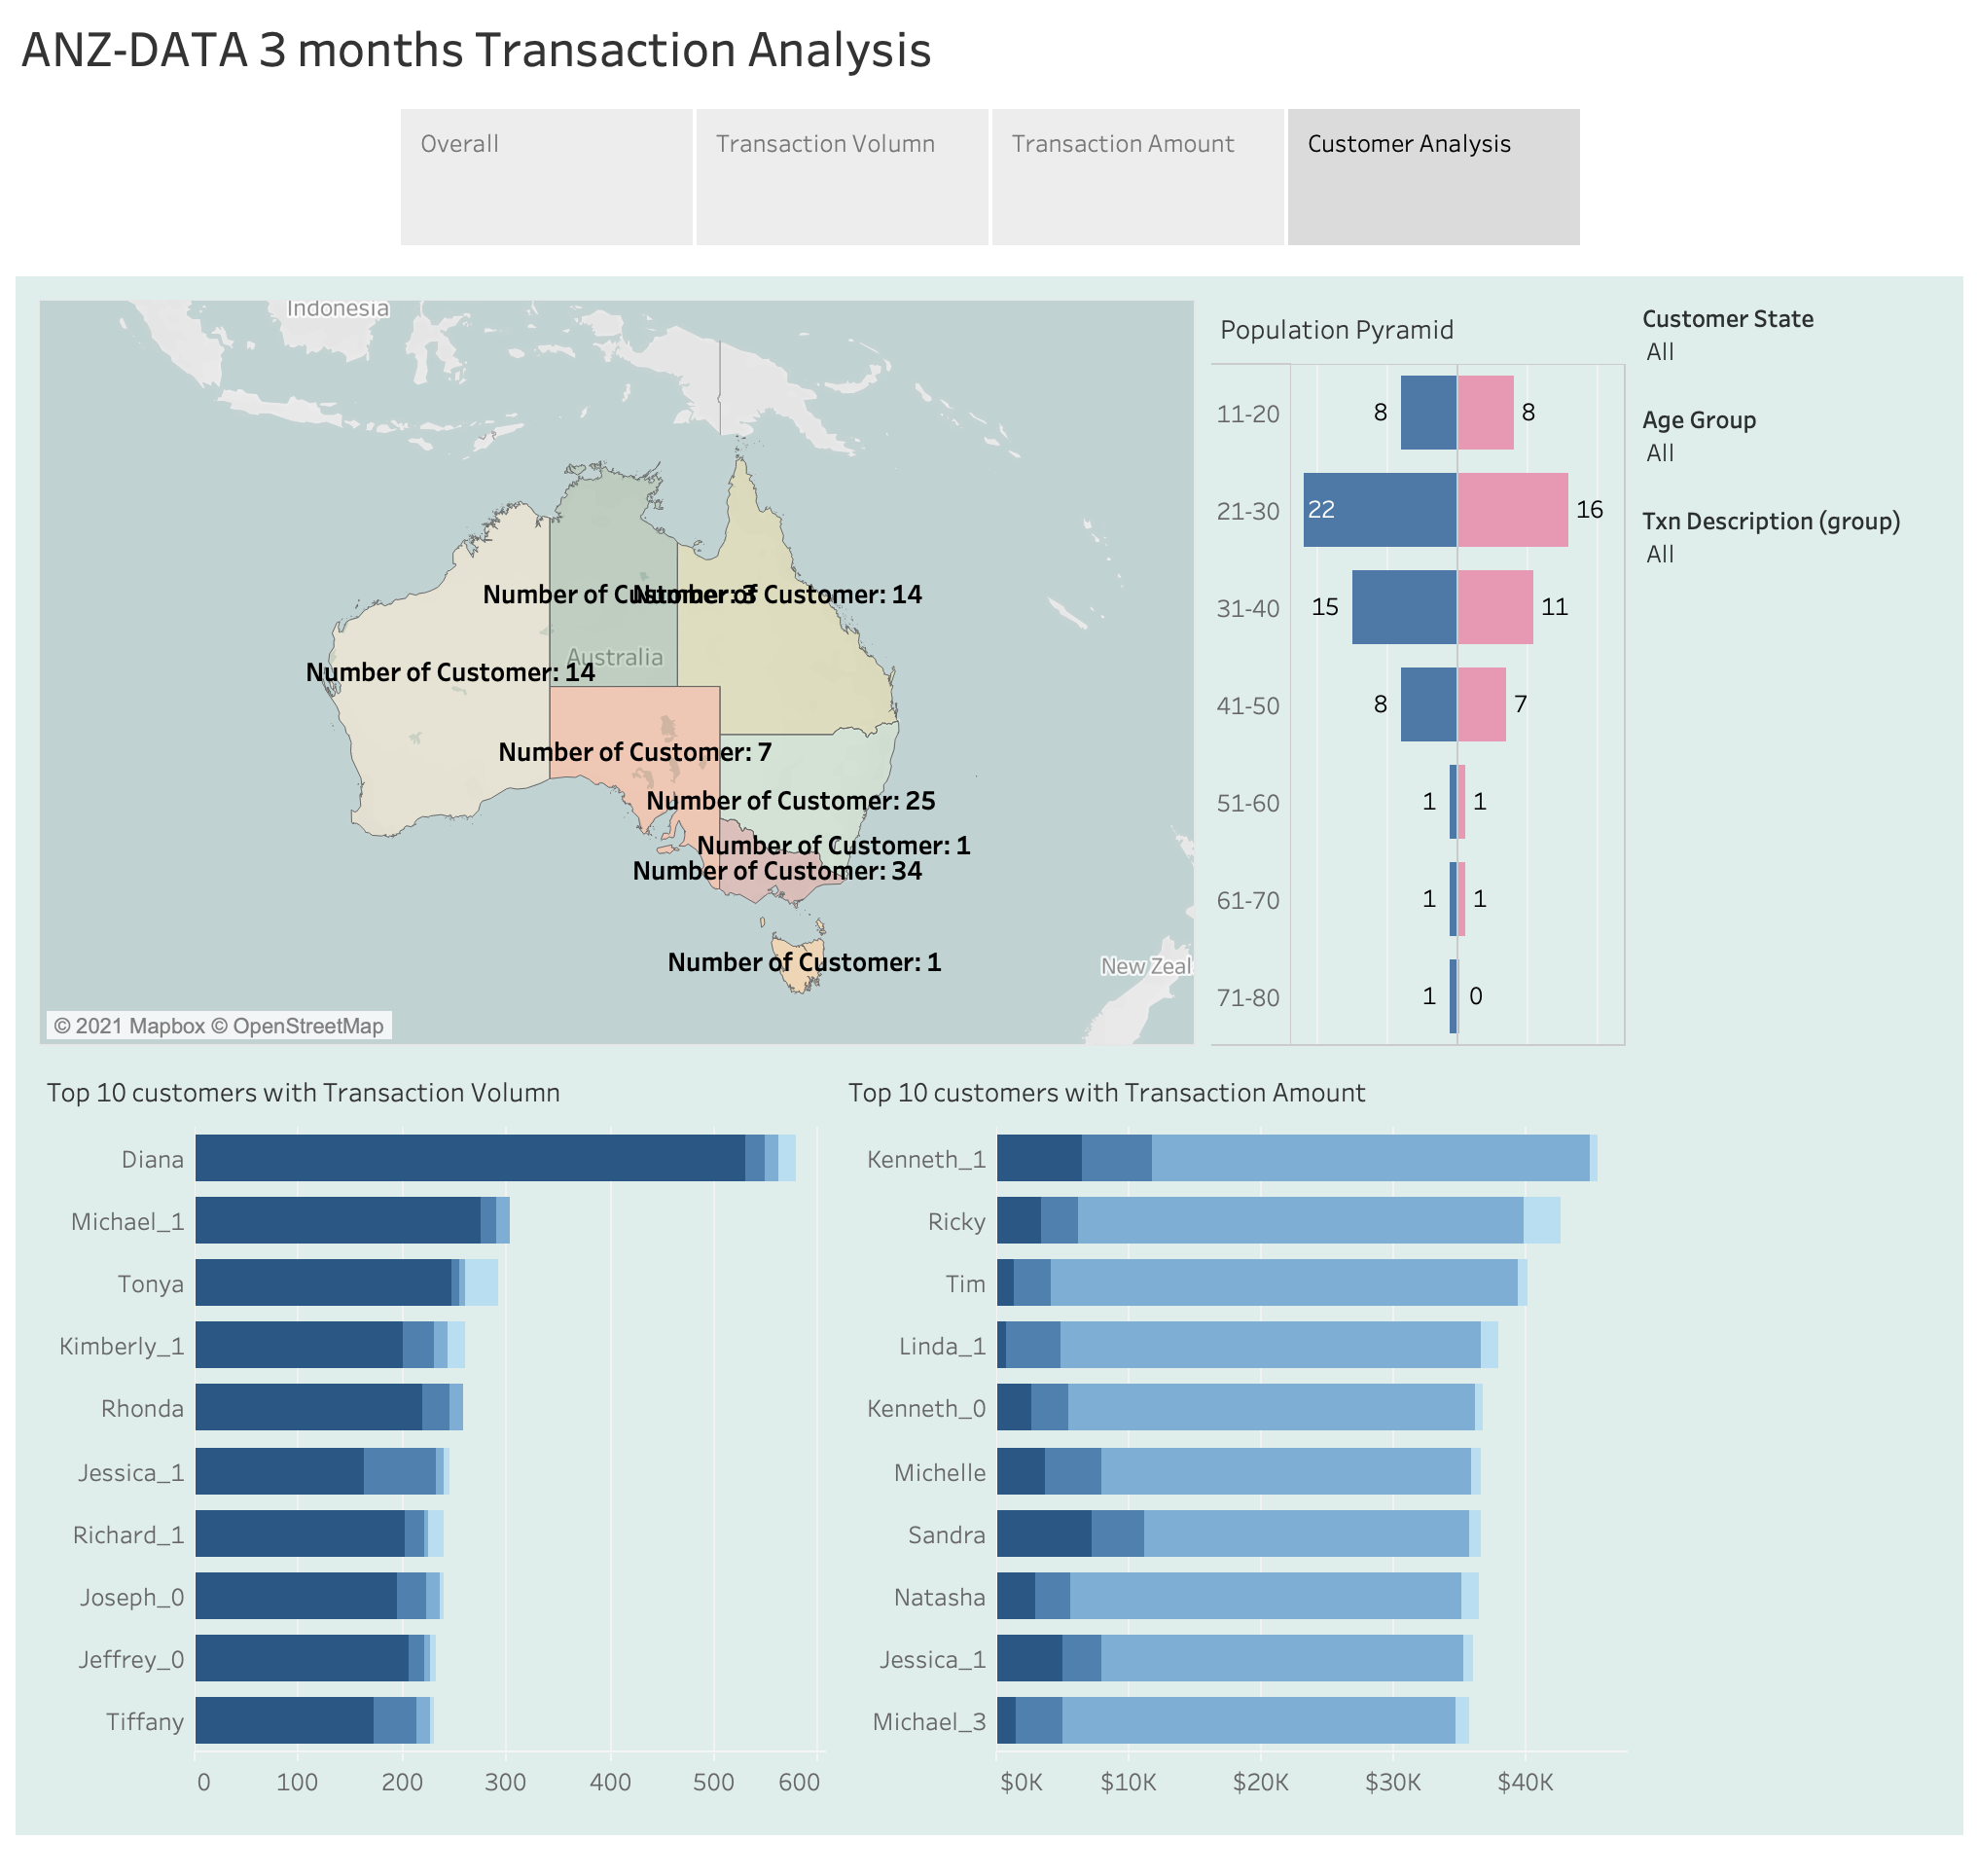 ANZ-DATA 3 months Transaction Analysis
Overall
Transaction Volumn
Transaction Amount
Customer Analysis
Indonesia
Number of Customer: 3
Number of Customer: 14
Australia
Number of Customer: 14
Number of Customer: 7
Number of Customer: 25
Number of Customer: 1
Number of Customer: 34
Number of Customer: 1
New Zeal
© 2021 Mapbox © OpenStreetMap
Population Pyramid
11-20 8 8
21-30 22 16
31-40 15 11
41-50 8 7
51-60 1 1
61-70 1 1
71-80 1 0
Customer State
All
Age Group
All
Txn Description (group)
All
Top 10 customers with Transaction Volumn
Diana
Michael_1
Tonya
Kimberly_1
Rhonda
Jessica_1
Richard_1
Joseph_0
Jeffrey_0
Tiffany
0 100 200 300 400 500 600
Top 10 customers with Transaction Amount
Kenneth_1
Ricky
Tim
Linda_1
Kenneth_0
Michelle
Sandra
Natasha
Jessica_1
Michael_3
$0K $10K $20K $30K $40K